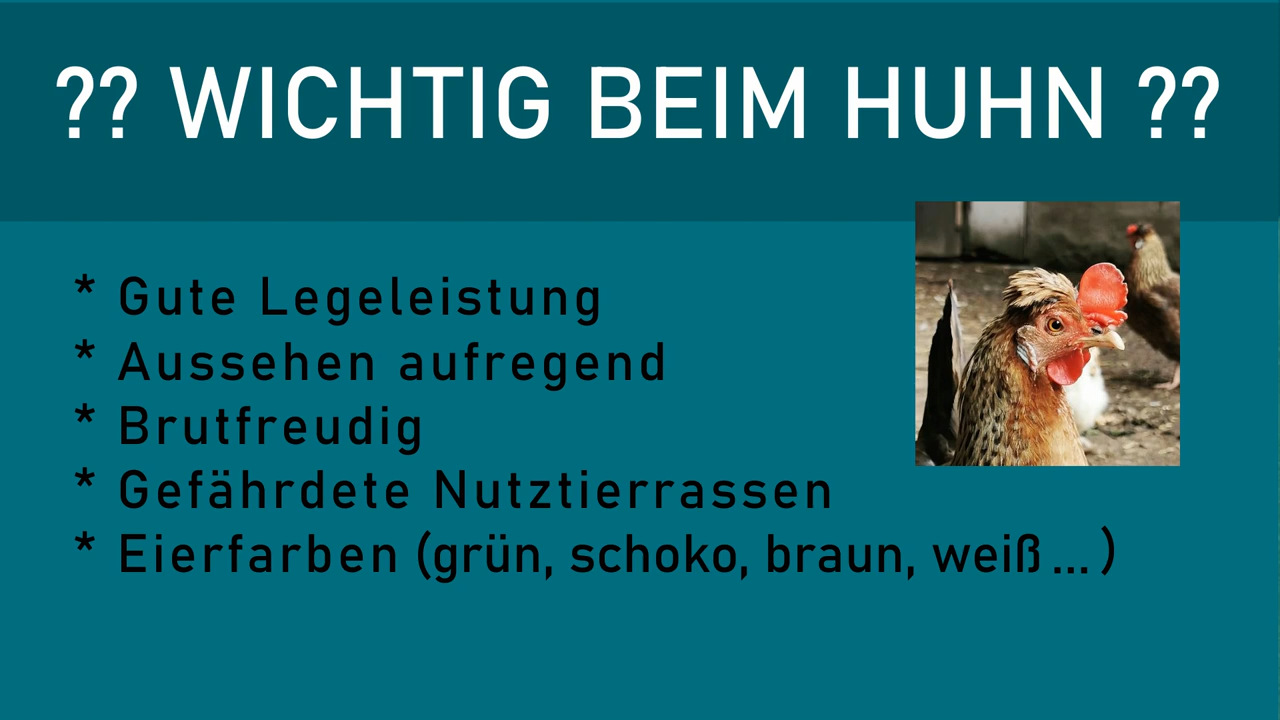 ?? WICHTIG BEIM HUHN ??
* Gute Legeleistung
* Aussehen aufregend
* Brutfreudig
* Gefährdete Nutztierrassen
* Eierfarben (grün, schoko, braun, weiß ... )